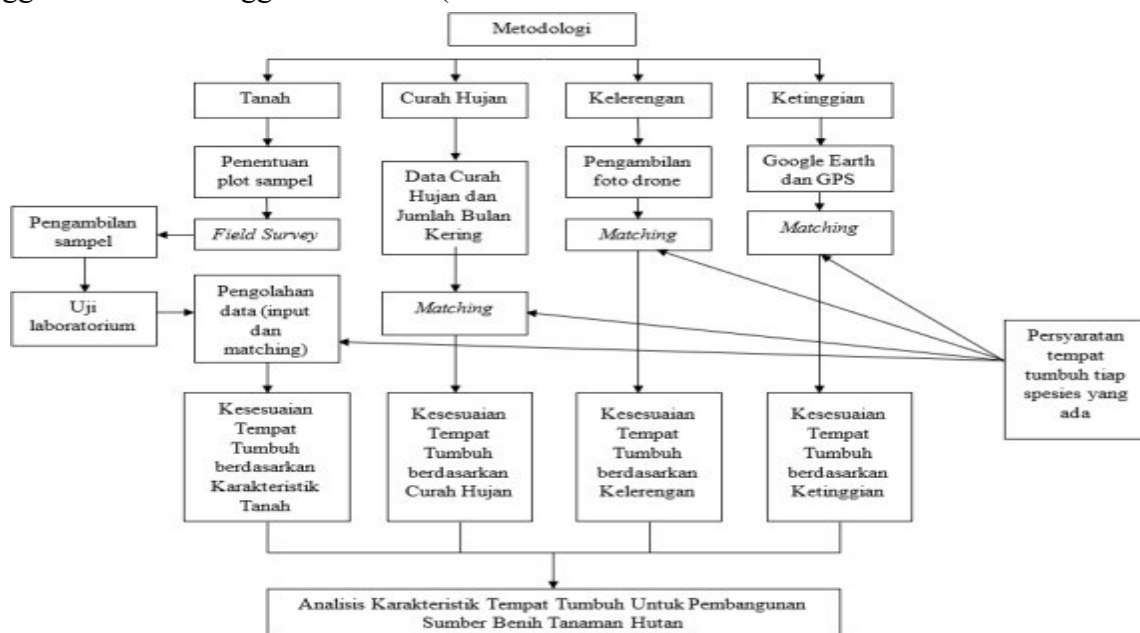 Metodologi
Tanah
Curah Hujan
Kelerengan
Ketinggian
Penentuan
plot sampel
Data Curah
Hujan dan
Jumlah Bulan
Kering
Pengambilan
foto drone
Google Earth
dan GPS
Pengambilan
sampel
Field Survey
Matching
Matching
Uji
laboratorium
Pengolahan
data (input
dan
matching)
Matching
Persyaratan
tempat
tumbuh tiap
spesies yang
ada
Kesesuaian
Tempat
Tumbuh
berdasarkan
Karakteristik
Tanah
Kesesuaian
Tempat
Tumbuh
berdasarkan
Curah Hujan
Kesesuaian
Tempat
Tumbuh
berdasarkan
Kelerengan
Kesesuaian
Tempat
Tumbuh
berdasarkan
Ketinggian
Analisis Karakteristik Tempat Tumbuh Untuk Pembangunan
Sumber Benih Tanaman Hutan